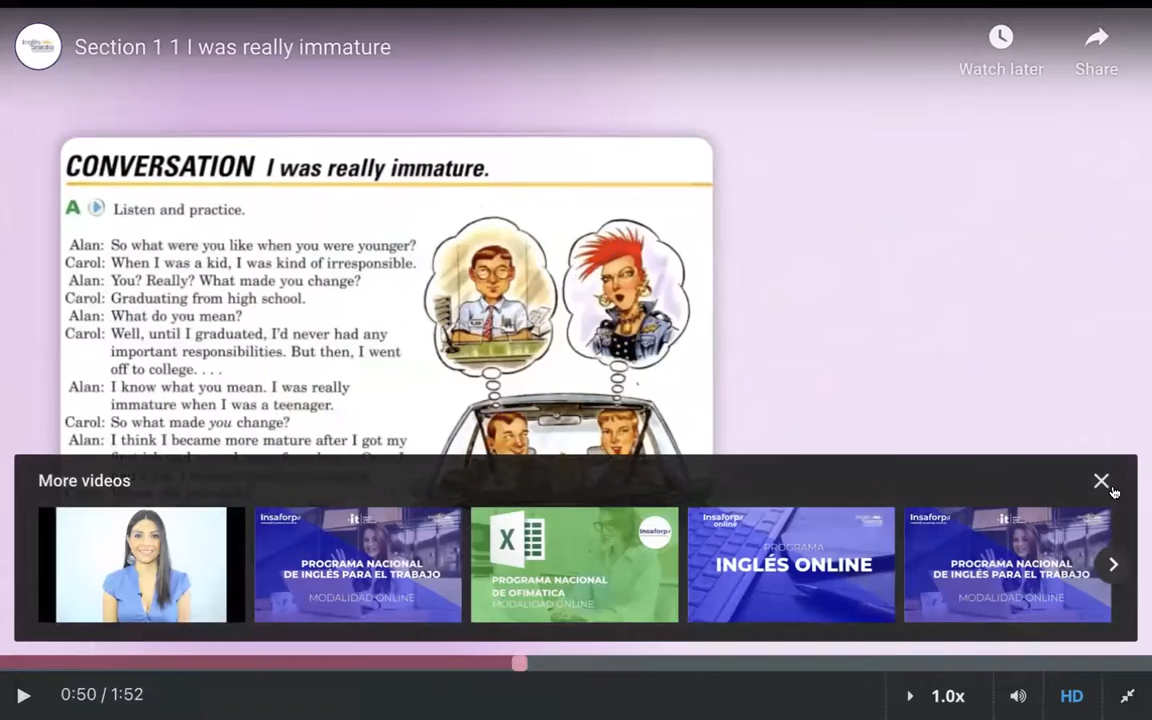 Section 1 1 I was really immature
Watch later
Share
CONVERSATION I was really immature.
A Listen and practice.
Alan: So what were you like when you were younger?
Carol: When I was a kid, I was kind of irresponsible.
Alan: You? Really? What made you change?
Carol: Graduating from high school.
Alan: What do you mean?
Carol: Well, until I graduated, I'd never had any
important responsibilities. But then, I went
off to college. . . .
Alan: I know what you mean. I was really
immature when I was a teenager.
Carol: So what made you change?
Alan: I think I became more mature after I got my
More videos
Insaforp
it
PROGRAMA NACIONAL
DE INGLÉS PARA EL TRABAJO
MODALIDAD ONLINE
X
Insaforp
PROGRAMA NACIONAL
DE OFIMATICA
MODALIDAD ONLINE
Insaforp
online
PROGRAMA
INGLÉS ONLINE
Insaforp
it
PROGRAMA NACIONAL
DE INGLÉS PARA EL TRABAJO
MODALIDAD ONLINE
0:50 / 1:52
1.0x
HD